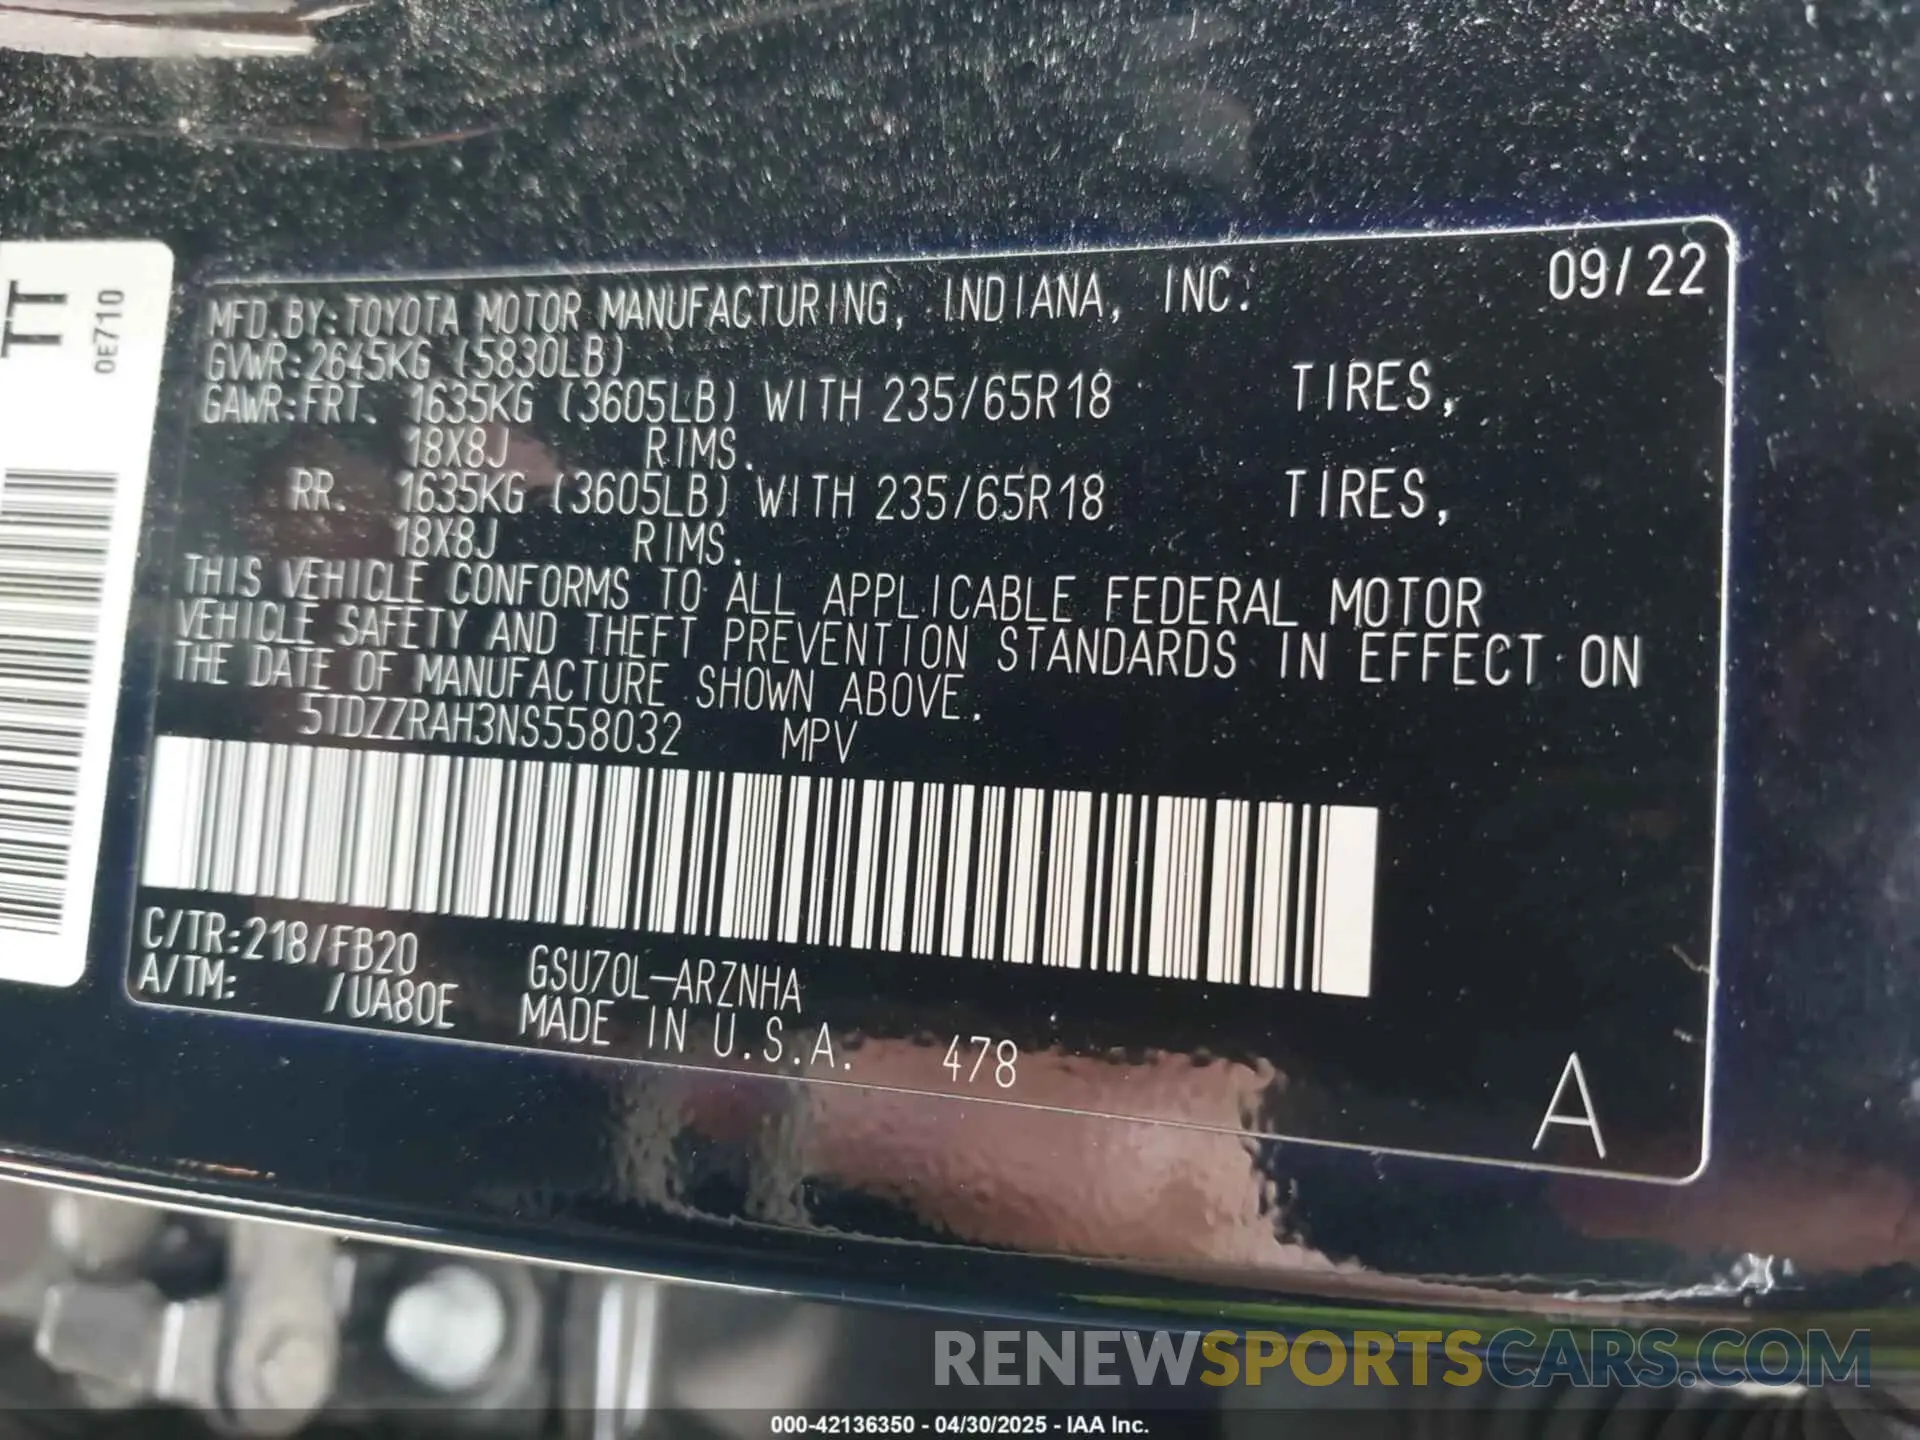 TT
0E710
09/22
MFD.BY:TOYOTA MOTOR MANUFACTURING, INDIANA, INC.
GVWR:2645KG (5830LB)
GAWR:FRT. 1635KG (3605LB) WITH 235/65R18 TIRES,
18X8J RIMS.
RR. 1635KG (3605LB) WITH 235/65R18 TIRES,
18X8J RIMS.
THIS VEHICLE CONFORMS TO ALL APPLICABLE FEDERAL MOTOR
VEHICLE SAFETY AND THEFT PREVENTION STANDARDS IN EFFECT ON
THE DATE OF MANUFACTURE SHOWN ABOVE.
5TDZZRAH3NS558032 MPV
C/TR:218/FB20 GSU70L-ARZNHA
A/TM: /UA80E MADE IN U.S.A. 478
A
RENEWSPORTSCARS.COM
000-42136350 - 04/30/2025 - IAA Inc.